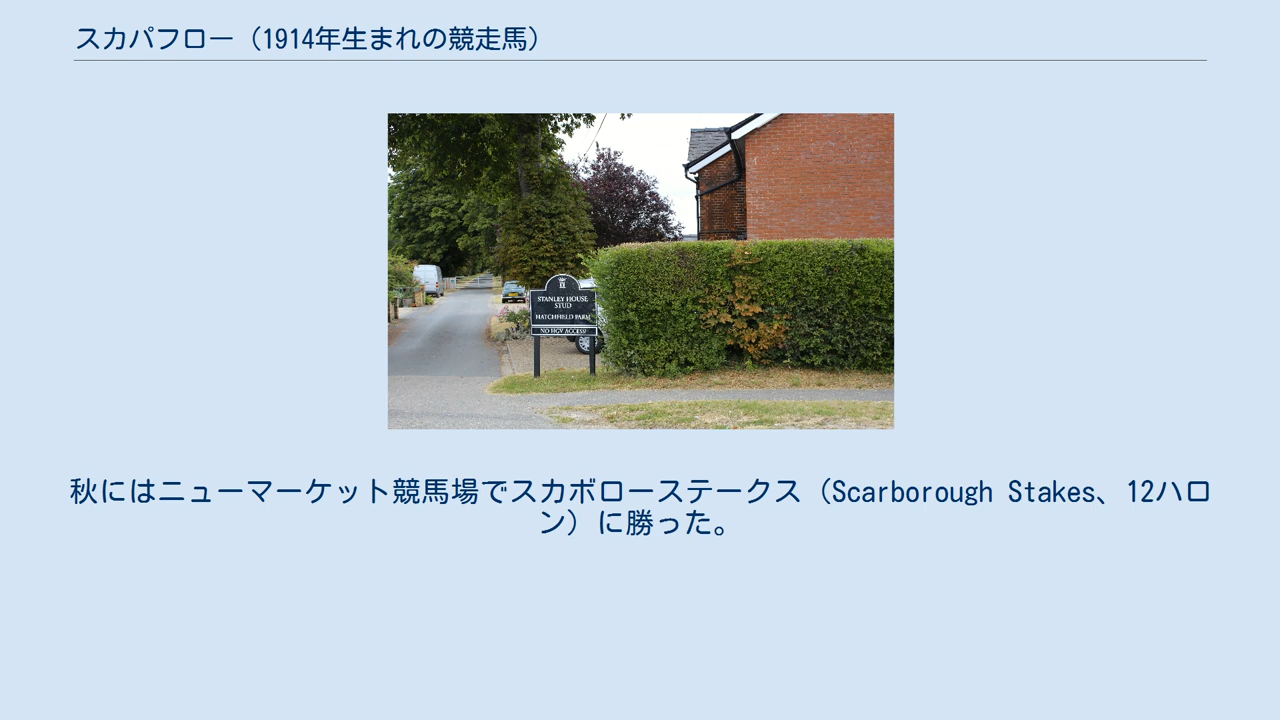 スカパフロー（1914年生まれの競走馬）
STANLEY HOUSE
STUD
HATCHFIELD FARM
NO HGV ACCESS
秋にはニューマーケット競馬場でスカボローステークス（Scarborough Stakes、12ハロ
ン）に勝った。